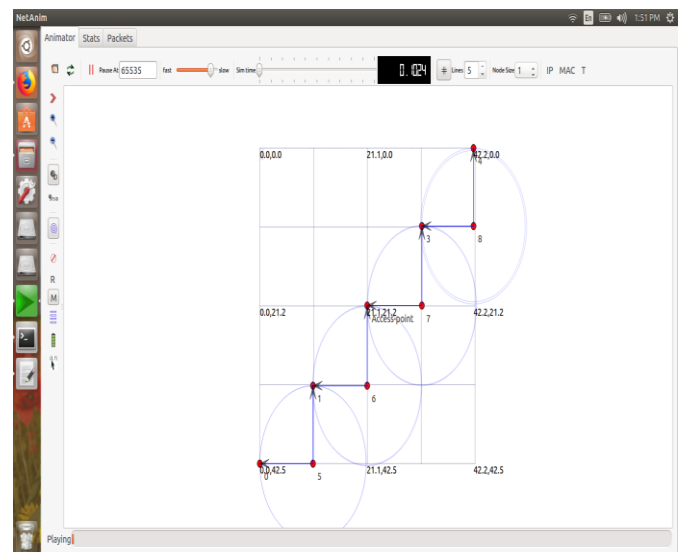 NetAnim
En
1:51 PM
Animator Stats Packets
Pause At 65535 fast slow Sim time 0.1024 # Lines 5 Node Size 1 IP MAC T
R
M
0.0,0.0 21.1,0.0 42.2,0.0
4
3 8
0.0,21.2 21.1,21.2 42.2,21.2
Access-point 7
1 6
0.0,42.5 21.1,42.5 42.2,42.5
0 5
Playing